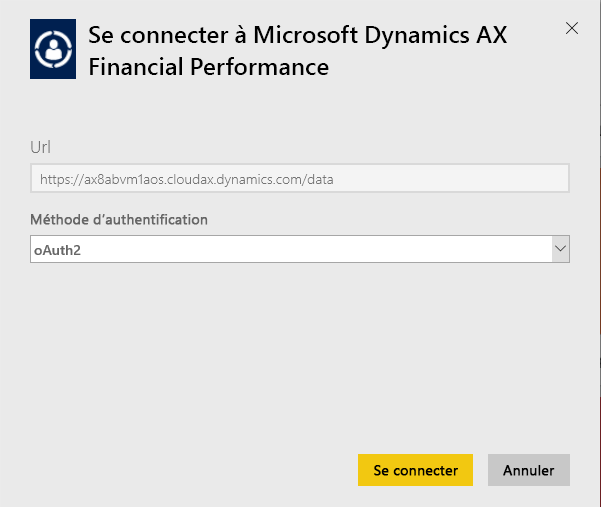 Se connecter à Microsoft Dynamics AX
Financial Performance
Url
https://ax8abvm1aos.cloudax.dynamics.com/data
Méthode d’authentification
oAuth2
Se connecter
Annuler